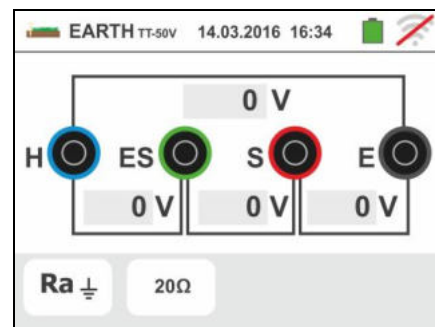 EARTH TT-50V 14.03.2016 16:34
0 V
H ES S E
0 V 0 V 0 V
Ra 20Ω